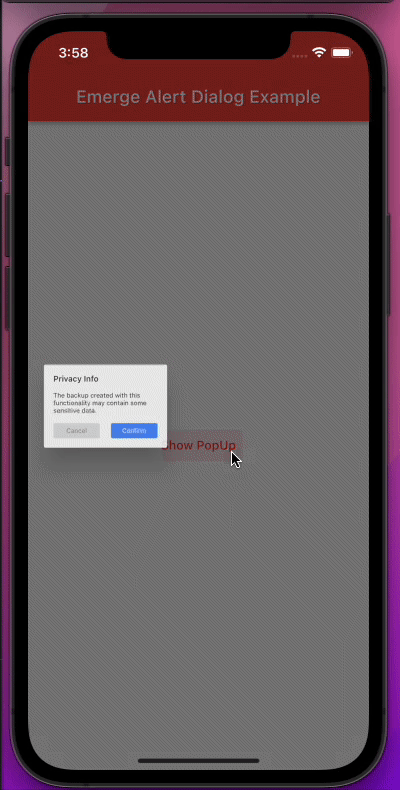 3:58
Emerge Alert Dialog Example
Privacy Info
The backup created with this
functionality may contain some
sensitive data.
Cancel
Confirm
Show PopUp